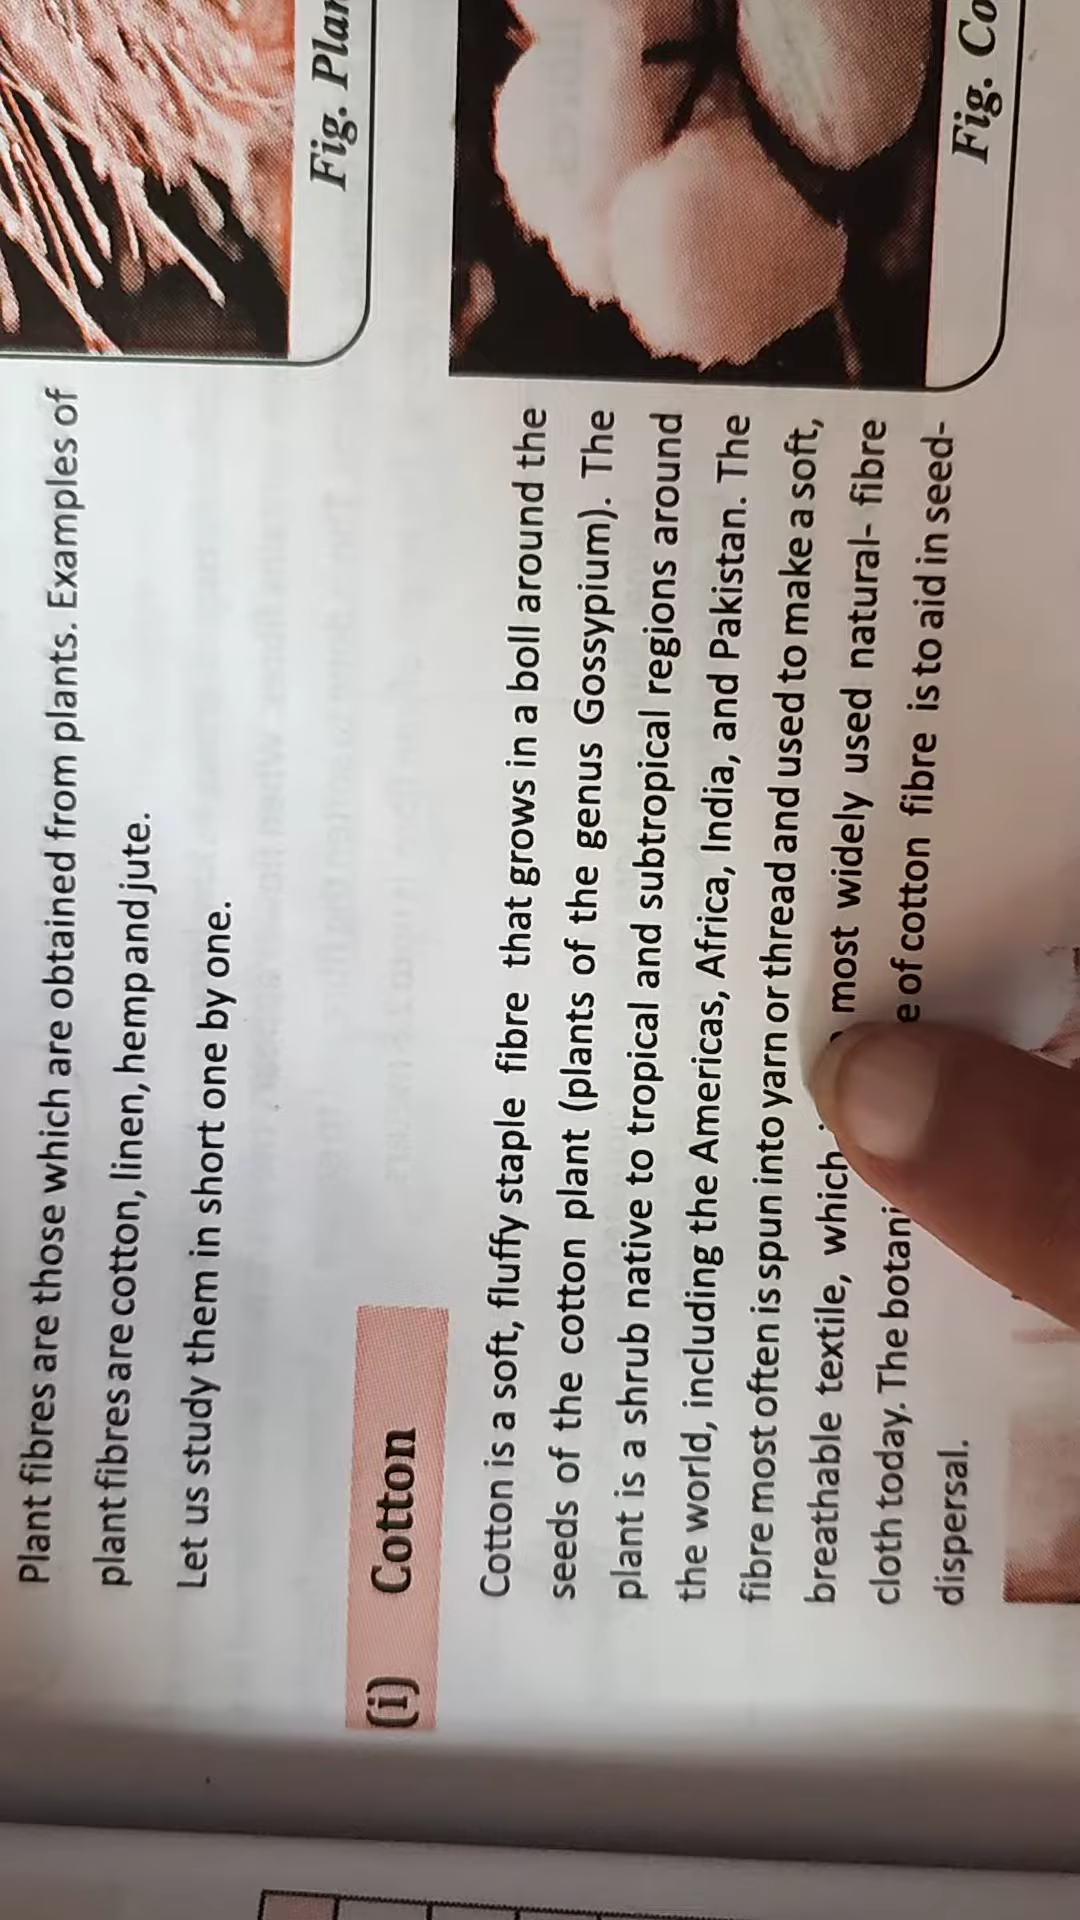 Plant fibres are those which are obtained from plants. Examples of
plant fibres are cotton, linen, hemp and jute.
Let us study them in short one by one.
Fig.
(i) Cotton
Cotton is a soft, fluffy staple fibre that grows in a boll around the
seeds of the cotton plant (plants of the genus Gossypium). The
plant is a shrub native to tropical and subtropical regions around
the world, including the Americas, Africa, India, and Pakistan. The
fibre most often is spun into yarn or thread and used to make a soft,
breathable textile, which most widely used natural- fibre
cloth today. The of cotton fibre is to aid in seed-
dispersal.
Fig.